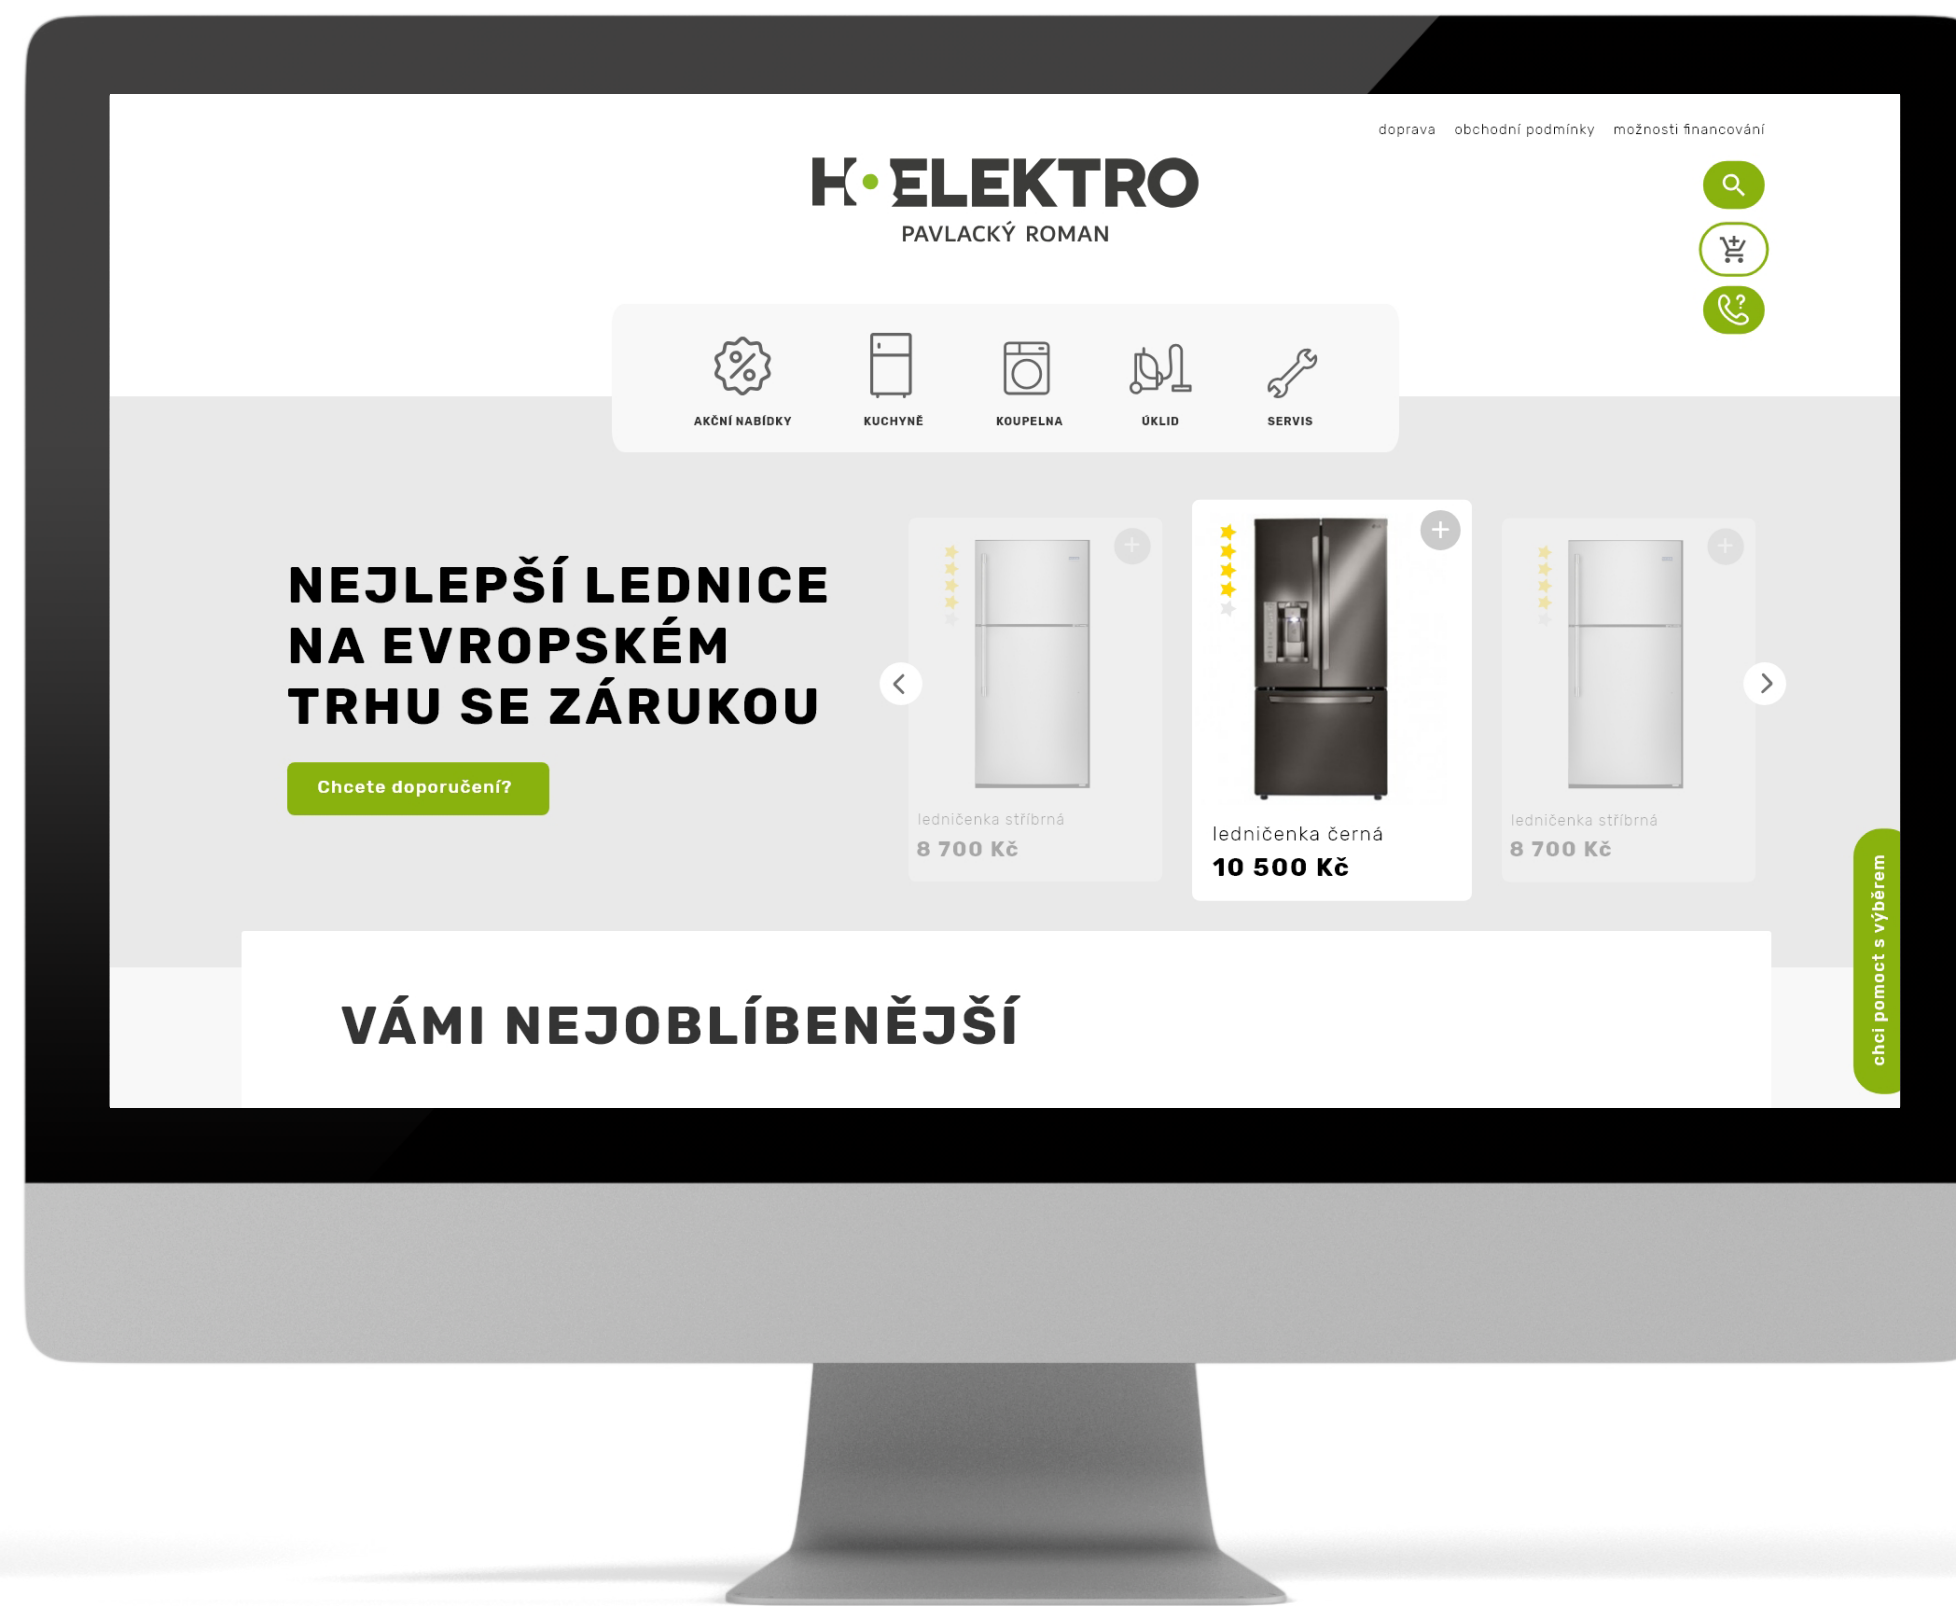 doprava obchodní podmínky možnosti financování
H•ELEKTRO
PAVLACKÝ ROMAN
AKČNÍ NABÍDKY KUCHYNĚ KOUPELNA ÚKLID SERVIS
NEJLEPŠÍ LEDNICE
NA EVROPSKÉM
TRHU SE ZÁRUKOU
Chcete doporučení?
ledničenka stříbrná
8 700 Kč
ledničenka černá
10 500 Kč
ledničenka stříbrná
8 700 Kč
chci pomoct s výběrem
VÁMI NEJOBLÍBENĚJŠÍ